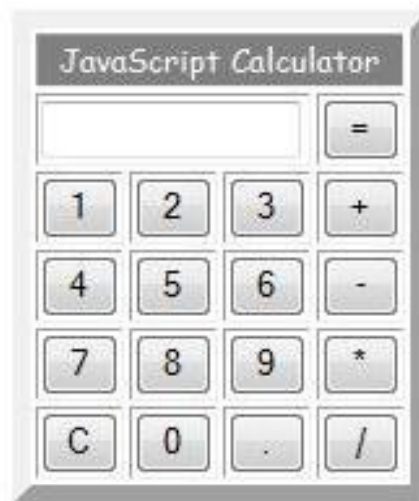 JavaScript Calculator
=
1 2 3 +
4 5 6 -
7 8 9 *
C 0 . /